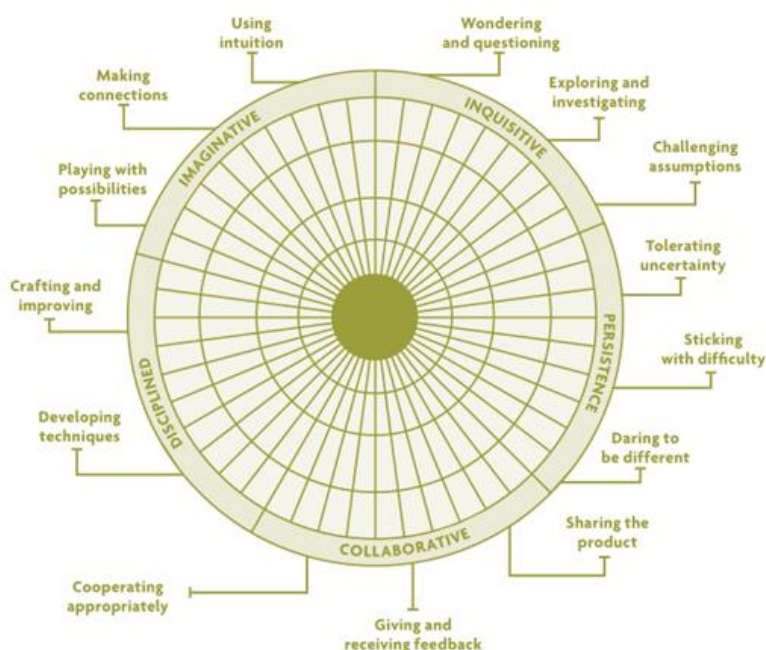 Using
intuition
Wondering
and questioning
Making
connections
Exploring and
investigating
IMAGINATIVE
INQUISITIVE
Challenging
assumptions
Playing with
possibilities
Tolerating
uncertainty
Crafting and
improving
PERSISTENCE
Sticking
with difficulty
DISCIPLINED
Developing
techniques
Daring to
be different
Sharing the
product
COLLABORATIVE
Cooperating
appropriately
Giving and
receiving feedback